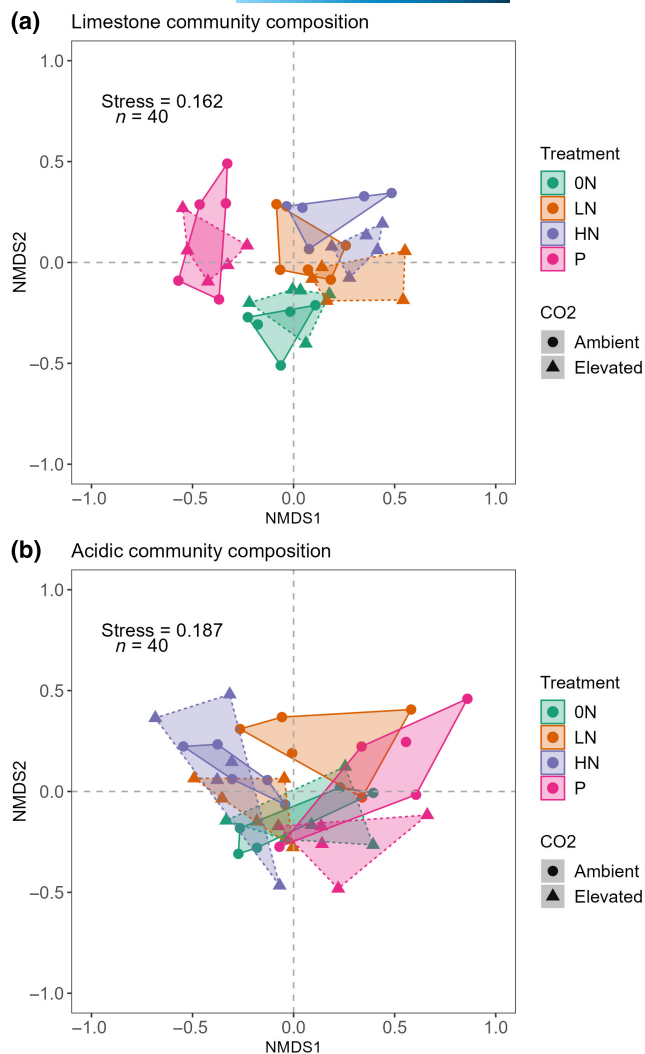 (a) Limestone community composition
Stress = 0.162
n = 40
1.0
0.5
0.0
−0.5
−1.0
NMDS2
−1.0 −0.5 0.0 0.5 1.0
NMDS1
Treatment
0N
LN
HN
P
CO2
Ambient
Elevated
(b) Acidic community composition
Stress = 0.187
n = 40
1.0
0.5
0.0
−0.5
−1.0
NMDS2
−1.0 −0.5 0.0 0.5 1.0
NMDS1
Treatment
0N
LN
HN
P
CO2
Ambient
Elevated